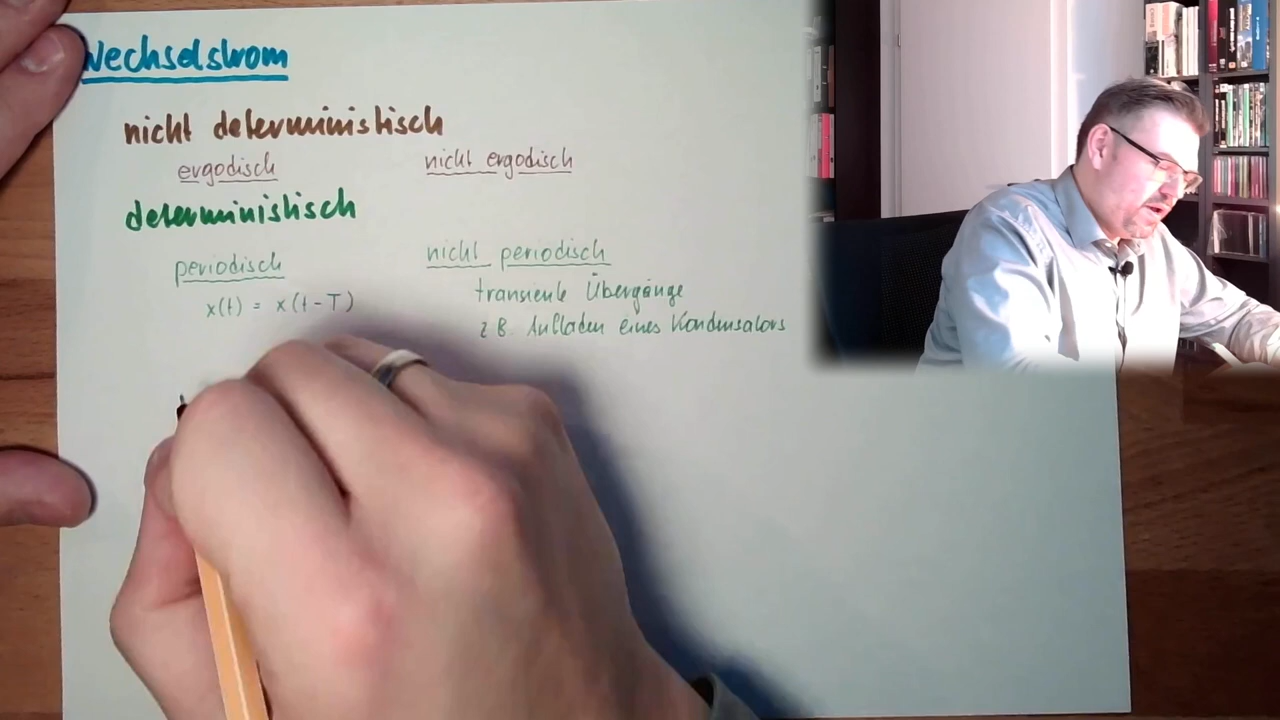 Wechselstrom
nicht deterministisch
ergodisch nicht ergodisch
deterministisch
periodisch nicht periodisch
x(t) = x(t-T) transiente Übergänge
z B. Aufladen eines Kondensators